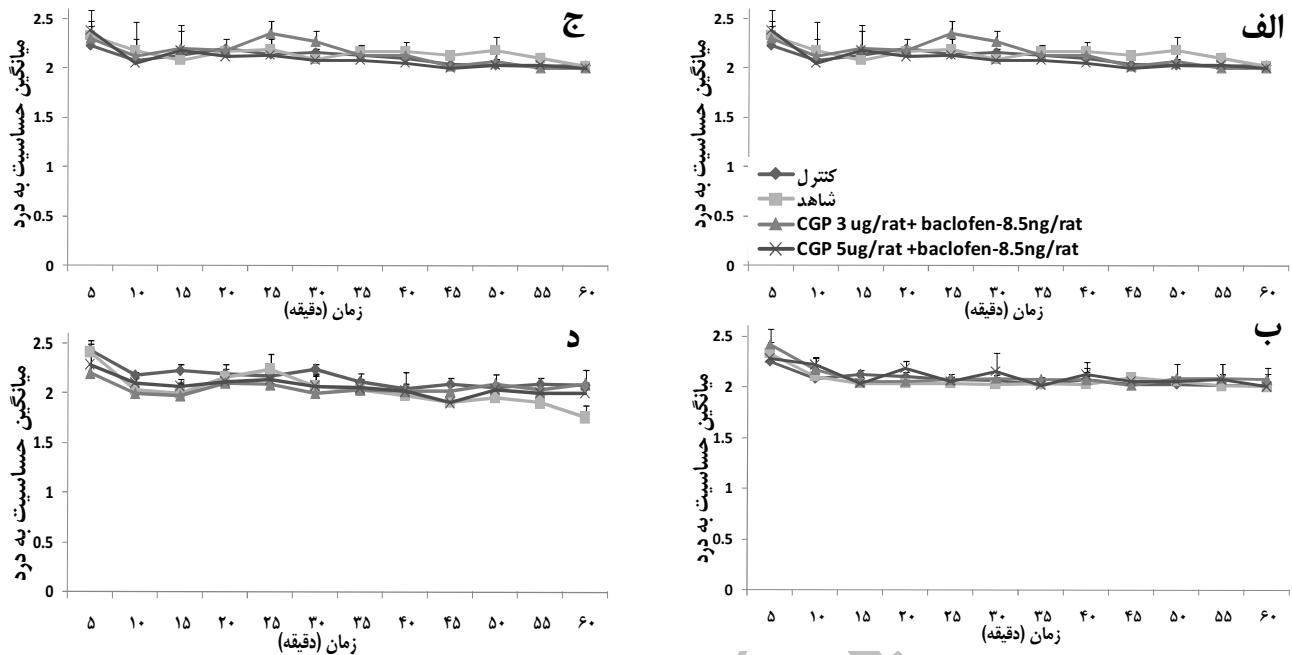 الف
میانگین حساسیت به درد
2.5
2
1.5
1
0.5
0
کنترل
شاهد
CGP 3 ug/rat+ baclofen-8.5ng/rat
CGP 5ug/rat +baclofen-8.5ng/rat
۵ ۱۰ ۱۵ ۲۰ ۲۵ ۳۰ ۳۵ ۴۰ ۴۵ ۵۰ ۵۵ ۶۰
زمان (دقیقه)
ج
میانگین حساسیت به درد
2.5
2
1.5
1
0.5
0
۵ ۱۰ ۱۵ ۲۰ ۲۵ ۳۰ ۳۵ ۴۰ ۴۵ ۵۰ ۵۵ ۶۰
زمان (دقیقه)
ب
میانگین حساسیت به درد
2.5
2
1.5
1
0.5
0
۵ ۱۰ ۱۵ ۲۰ ۲۵ ۳۰ ۳۵ ۴۰ ۴۵ ۵۰ ۵۵ ۶۰
زمان (دقیقه)
د
میانگین حساسیت به درد
2.5
2
1.5
1
0.5
0
۵ ۱۰ ۱۵ ۲۰ ۲۵ ۳۰ ۳۵ ۴۰ ۴۵ ۵۰ ۵۵ ۶۰
زمان (دقیقه)